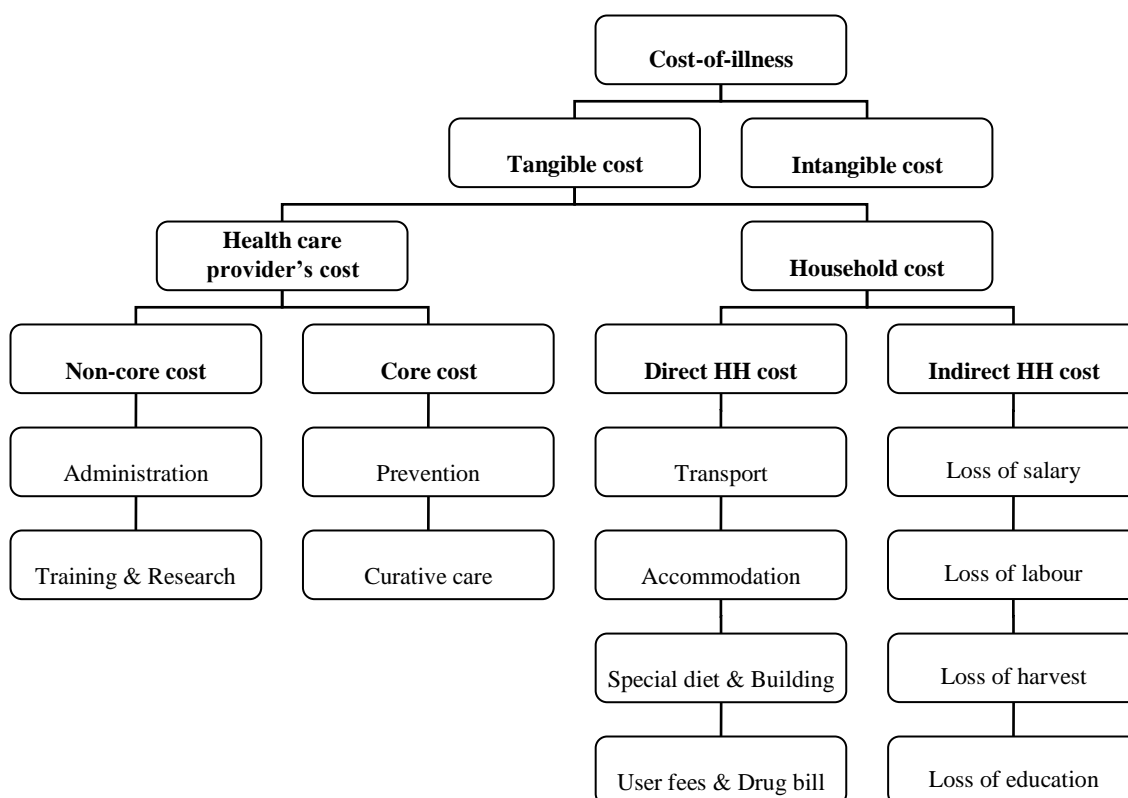 Cost-of-illness
Tangible cost
Intangible cost
Health care
provider’s cost
Household cost
Non-core cost
Core cost
Direct HH cost
Indirect HH cost
Administration
Prevention
Transport
Loss of salary
Training & Research
Curative care
Accommodation
Loss of labour
Special diet & Building
Loss of harvest
User fees & Drug bill
Loss of education